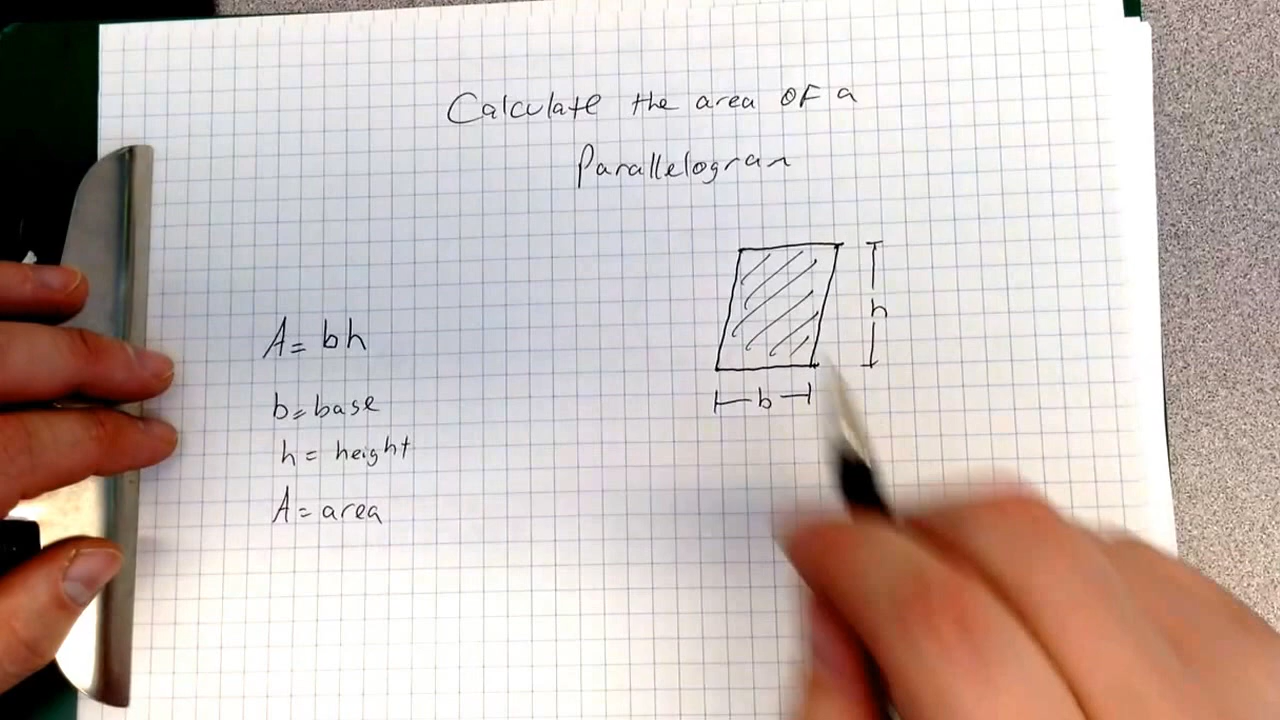 Calculate the area of a
Parallelogram
A = bh
b = base
h = height
A = area
h
b